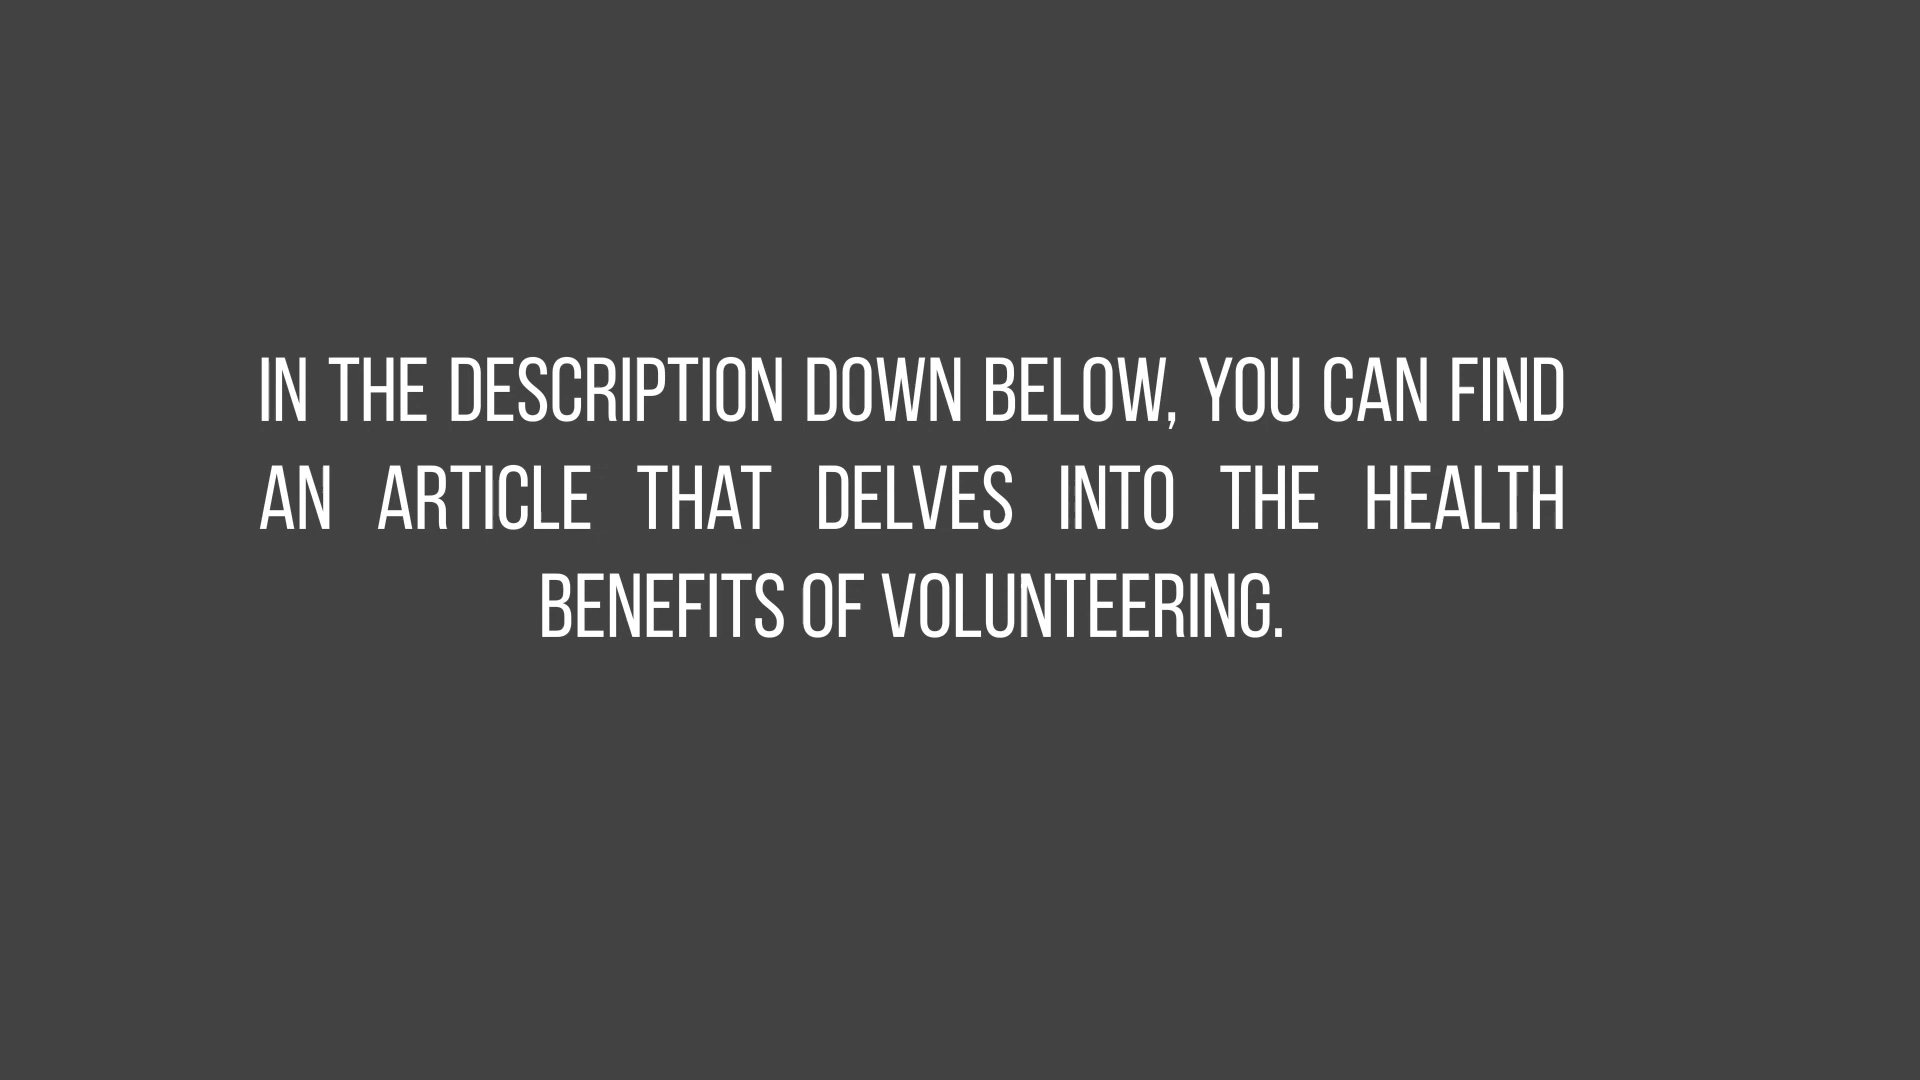 IN THE DESCRIPTION DOWN BELOW, YOU CAN FIND
AN ARTICLE THAT DELVES INTO THE HEALTH
BENEFITS OF VOLUNTEERING.